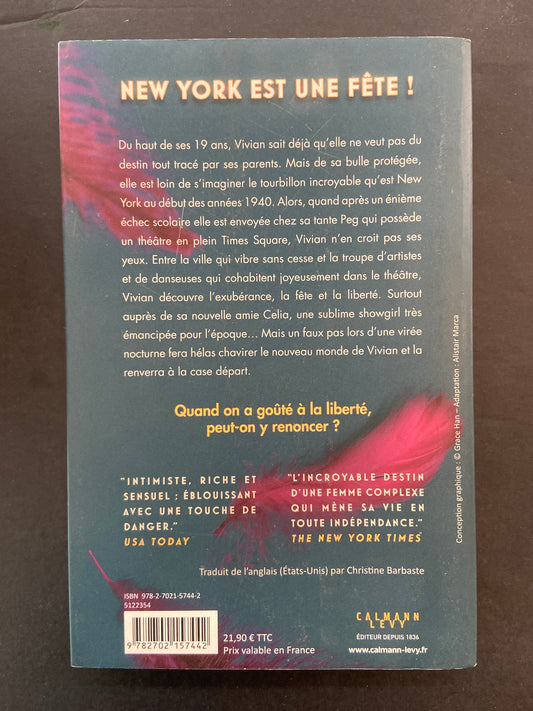 NEW YORK EST UNE FÊTE !
Du haut de ses 19 ans, Vivian sait déjà qu'elle ne veut pas du
destin tout tracé par ses parents. Mais de sa bulle protégée,
elle est loin de s'imaginer le tourbillon incroyable qu'est New
York au début des années 1940. Alors, quand après un énième
échec scolaire elle est envoyée chez sa tante Peg qui possède
un théâtre en plein Times Square, Vivian n'en croit pas ses
yeux. Entre la ville qui vibre sans cesse et la troupe d'artistes
et de danseuses qui cohabitent joyeusement dans le théâtre,
Vivian découvre l'exubérance, la fête et la liberté. Surtout
auprès de sa nouvelle amie Celia, une sublime showgirl très
émancipée pour l'époque... Mais un faux pas lors d'une virée
nocturne fera hélas chavirer le nouveau monde de Vivian et la
renverra à la case départ.
Quand on a goûté à la liberté,
peut-on y renoncer ?
"INTIMISTE, RICHE ET
SENSUEL ; ÉBLOUISSANT
AVEC UNE TOUCHE DE
DANGER."
USA TODAY
"L'INCROYABLE DESTIN
D'UNE FEMME COMPLEXE
QUI MÈNE SA VIE EN
TOUTE INDÉPENDANCE."
THE NEW YORK TIMES
Traduit de l'anglais (États-Unis) par Christine Barbaste
ISBN 978-2-7021-5744-2
5122354
9 782702 157442
21,90 € TTC
Prix valable en France
CALMANN
LEVY
ÉDITEUR DEPUIS 1836
www.calmann-levy.fr
Conception graphique : © Grace Han – Adaptation : Alistair Marca